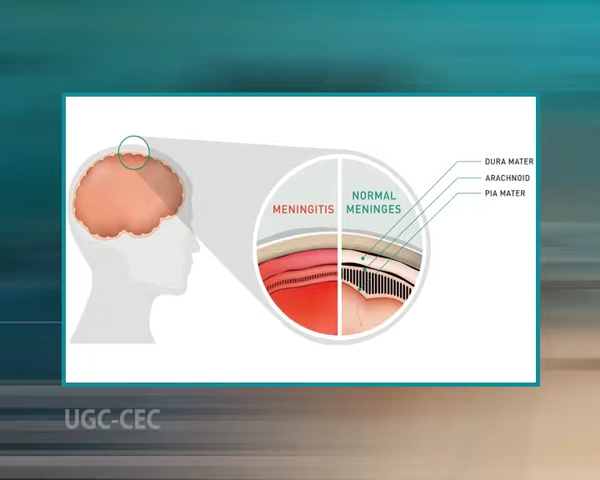 MENINGITIS
NORMAL
MENINGES
DURA MATER
ARACHNOID
PIA MATER
UGC-CEC